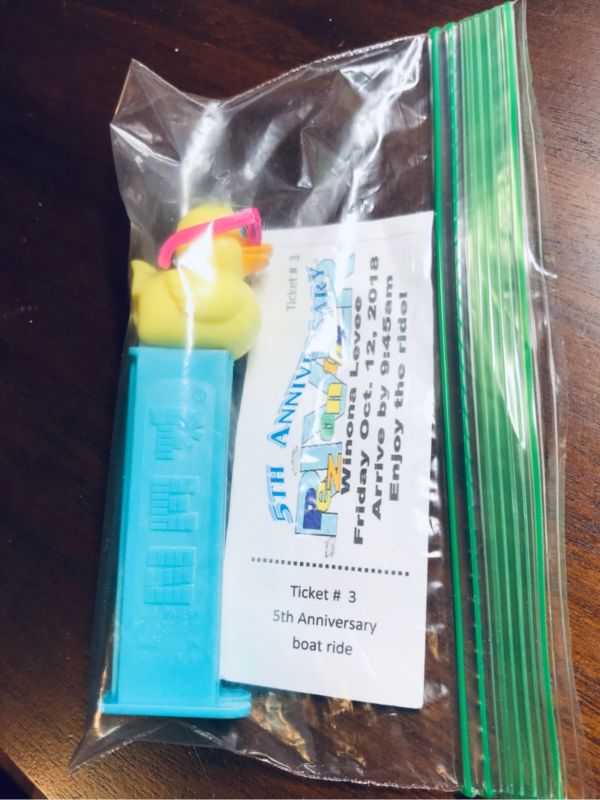 Ticket # 3
5TH ANNIVERSARY
Winona Levee
Friday Oct. 12, 2018
Arrive by 9:45am
Enjoy the ride!
Ticket # 3
5th Anniversary
boat ride